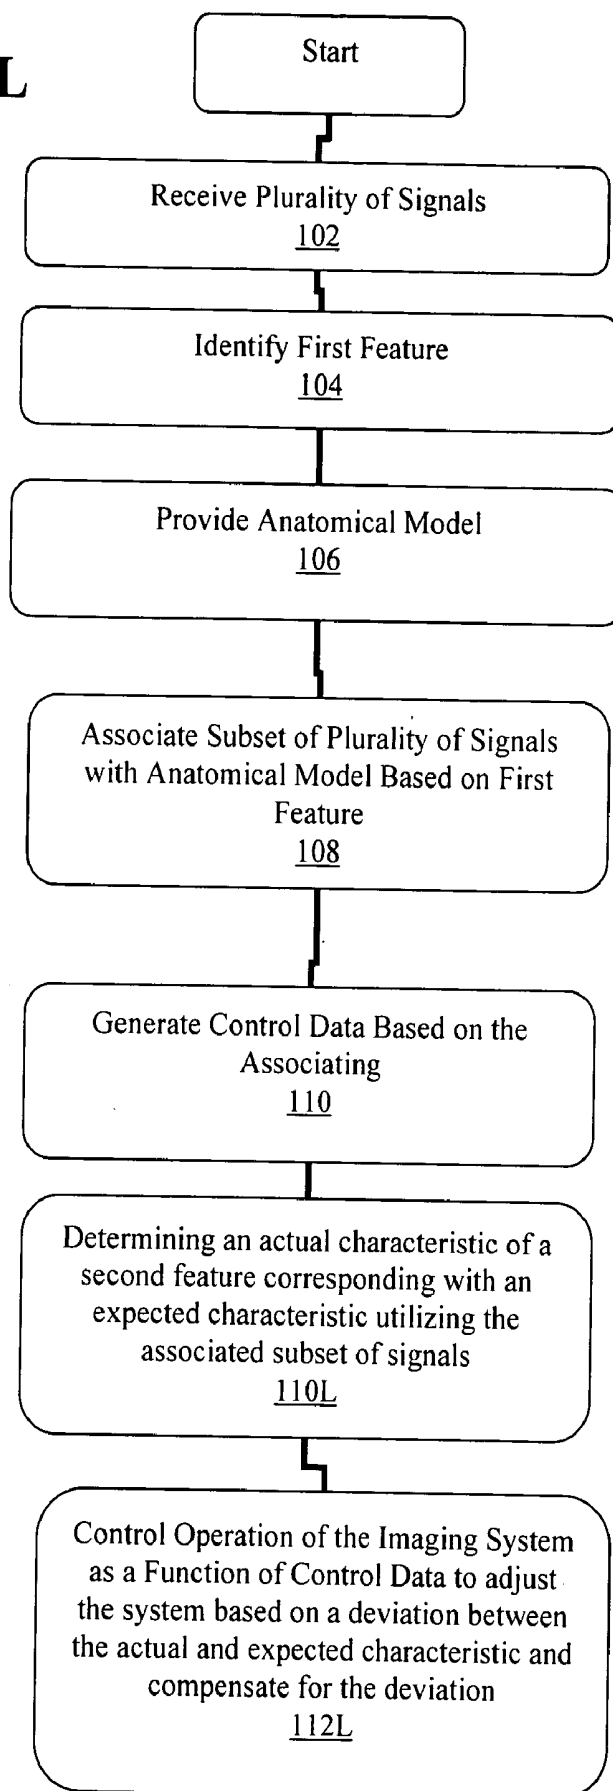 L
Start
Receive Plurality of Signals
102
Identify First Feature
104
Provide Anatomical Model
106
Associate Subset of Plurality of Signals
with Anatomical Model Based on First
Feature
108
Generate Control Data Based on the
Associating
110
Determining an actual characteristic of a
second feature corresponding with an
expected characteristic utilizing the
associated subset of signals
110L
Control Operation of the Imaging System
as a Function of Control Data to adjust
the system based on a deviation between
the actual and expected characteristic and
compensate for the deviation
112L